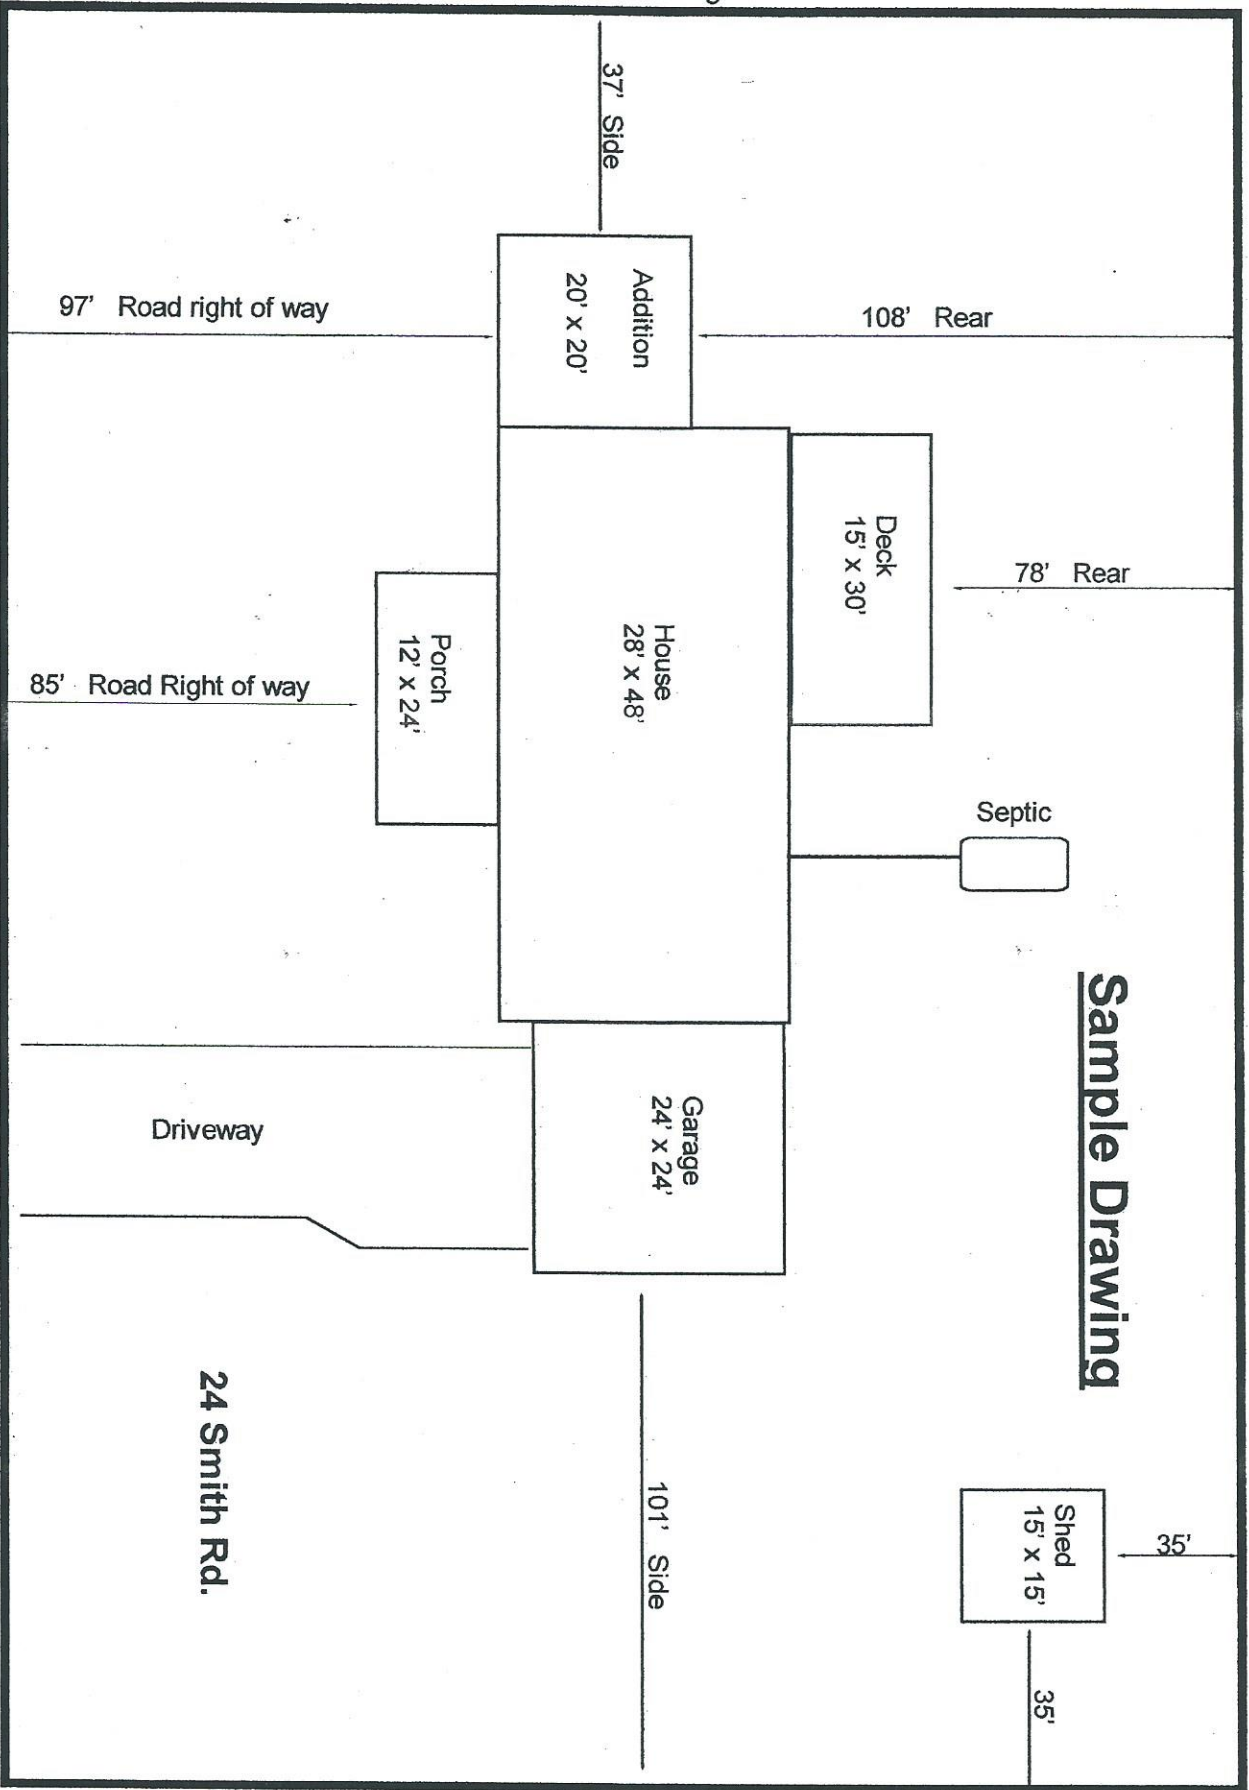 37' Side
Addition
20' x 20'
97' Road right of way
108' Rear
Deck
15' x 30'
78' Rear
House
28' x 48'
Porch
12' x 24'
85' Road Right of way
Septic
Sample Drawing
Garage
24' x 24'
Driveway
24 Smith Rd.
101' Side
Shed
15' x 15'
35'
35'